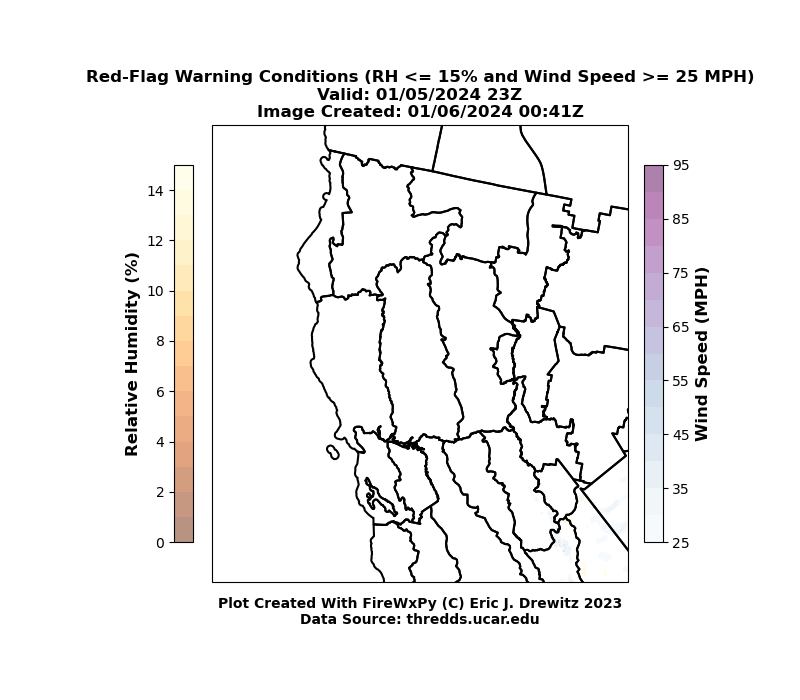 Red-Flag Warning Conditions (RH <= 15% and Wind Speed >= 25 MPH)
Valid: 01/05/2024 23Z
Image Created: 01/06/2024 00:41Z
Relative Humidity (%)
14
12
10
8
6
4
2
0
95
85
75
65
55
45
35
25
Wind Speed (MPH)
Plot Created With FireWxPy (C) Eric J. Drewitz 2023
Data Source: thredds.ucar.edu